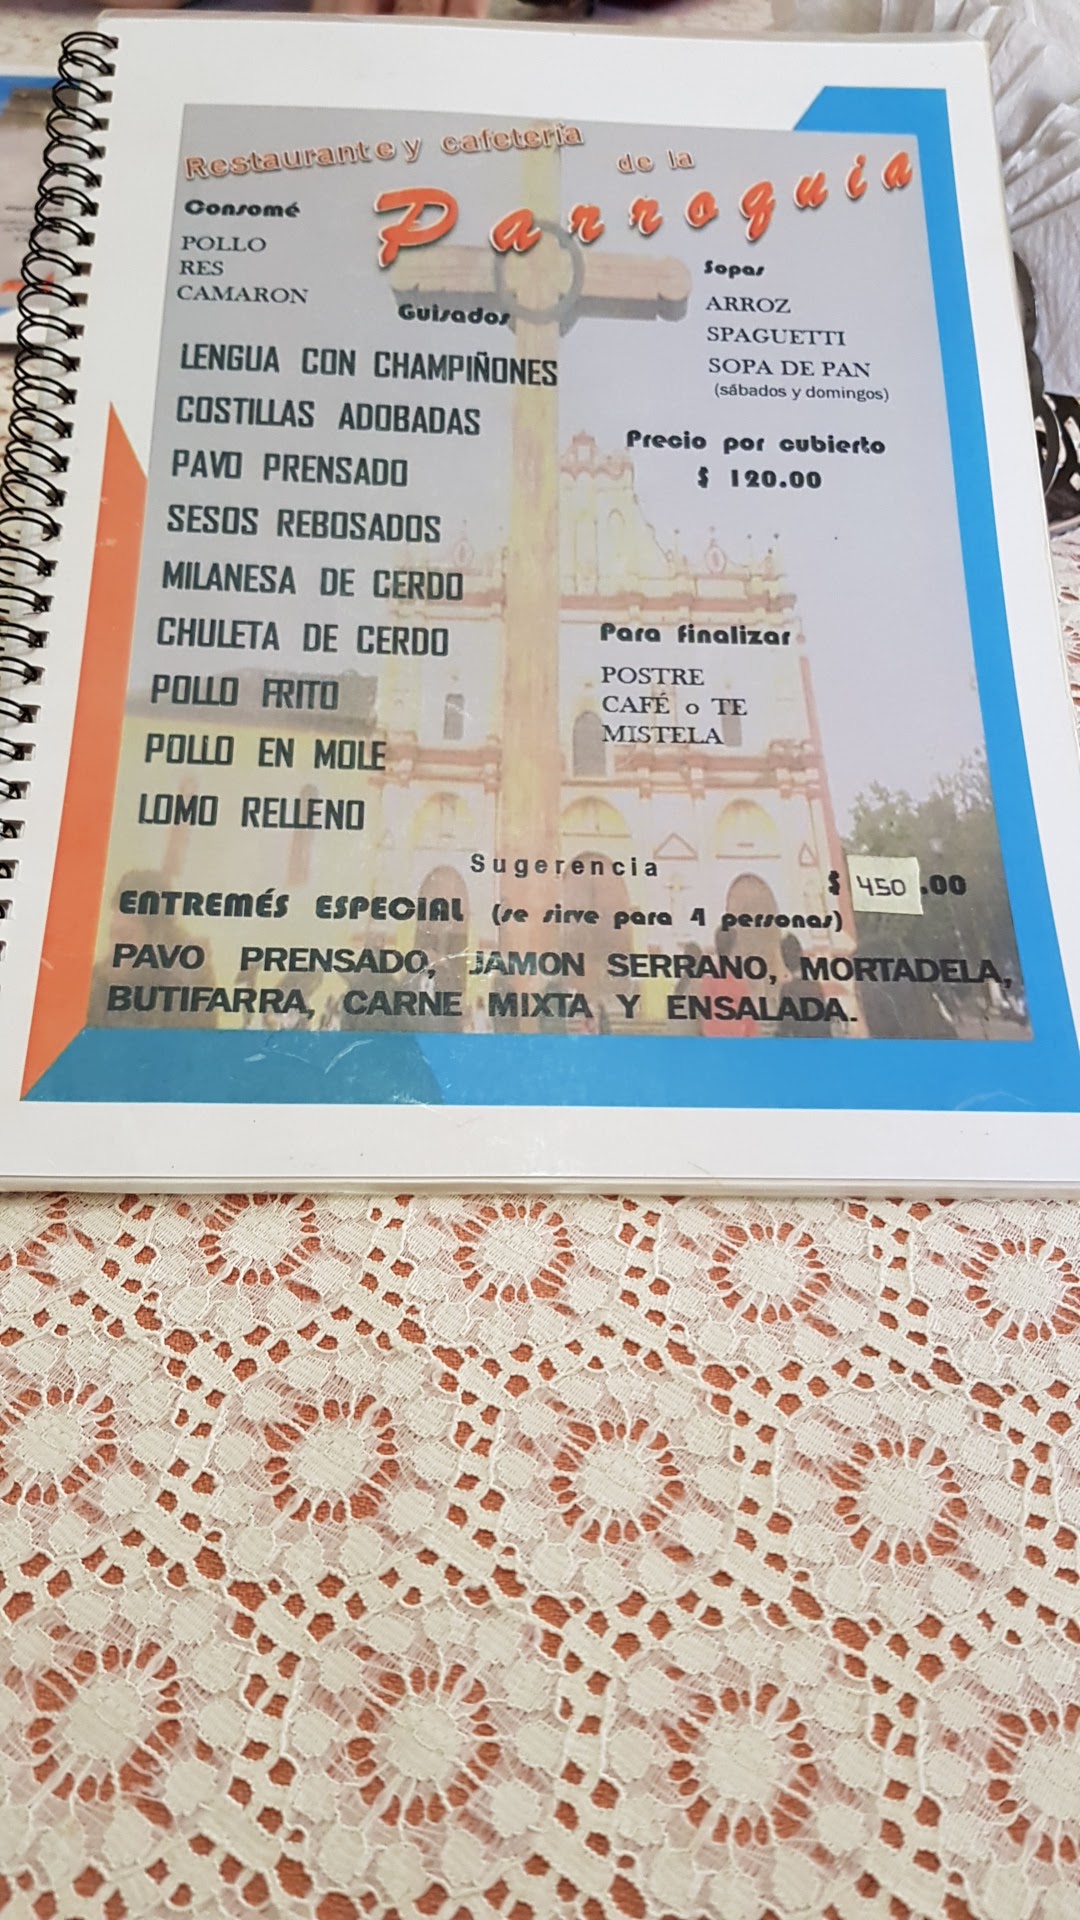 Restaurante y cafeteria
de la
Parroquia
Consomé
POLLO
RES
CAMARON
Sopas
ARROZ
SPAGUETTI
SOPA DE PAN
(sábados y domingos)
Guisados
LENGUA CON CHAMPIÑONES
COSTILLAS ADOBADAS
PAVO PRENSADO
SESOS REBOSADOS
MILANESA DE CERDO
CHULETA DE CERDO
POLLO FRITO
POLLO EN MOLE
LOMO RELLENO
Precio por cubierto
$ 120.00
Para finalizar
POSTRE
CAFÉ o TE
MISTELA
Sugerencia
ENTREMÉS ESPECIAL (se sirve para 4 personas) $ 450.00
PAVO PRENSADO, JAMON SERRANO, MORTADELA,
BUTIFARRA, CARNE MIXTA Y ENSALADA.